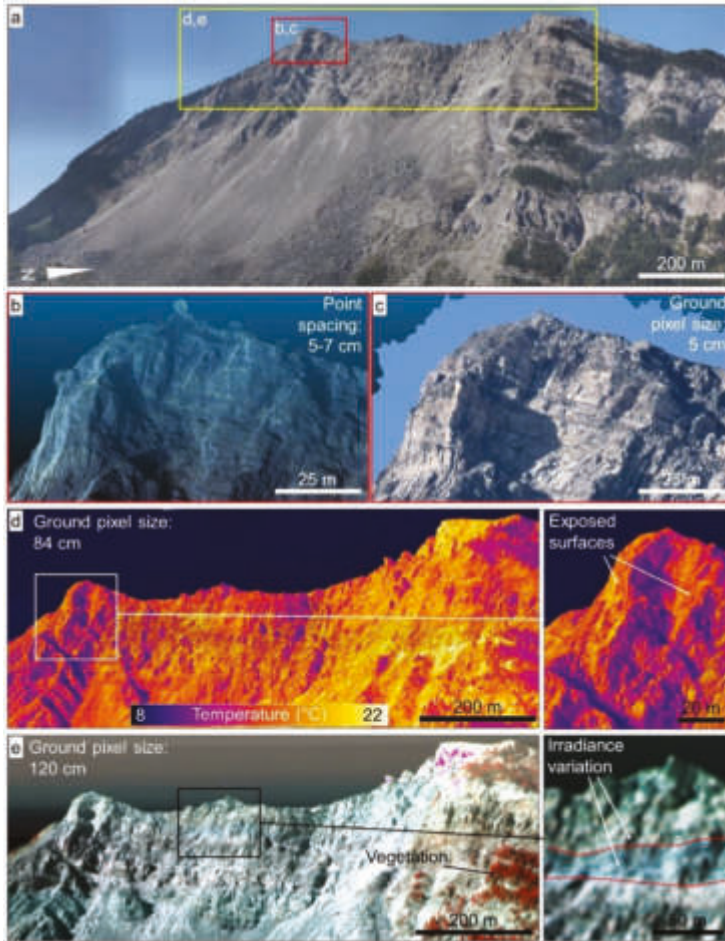 a
d,e
b,c
N
200 m
b
Point
spacing:
5-7 cm
25 m
c
Ground
pixel size:
5 cm
25 m
d
Ground pixel size:
84 cm
8
Temperature (°C)
22
200 m
Exposed
surfaces
e
Ground pixel size:
120 cm
Vegetation
200 m
Irradiance
variation